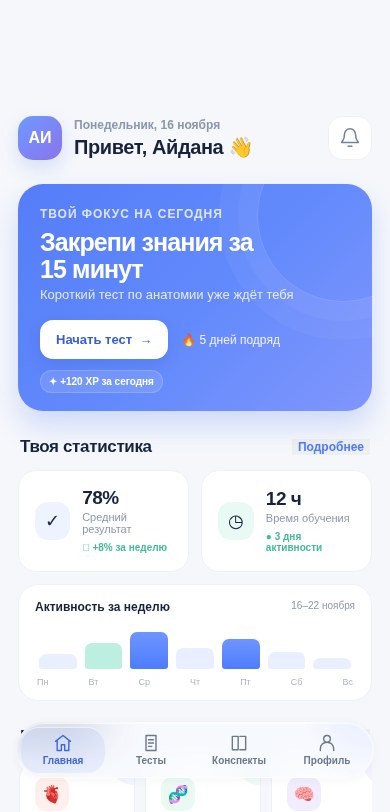 АИ
Понедельник, 16 ноября
Привет, Айдана 👋
ТВОЙ ФОКУС НА СЕГОДНЯ
Закрепи знания за
15 минут
Короткий тест по анатомии уже ждёт тебя
Начать тест →
🔥 5 дней подряд
✦ +120 XP за сегодня
Твоя статистика
Подробнее
78%
Средний
результат
+8% за неделю
12 ч
Время обучения
● 3 дня
активности
Активность за неделю
16–22 ноября
Пн Вт Ср Чт Пт Сб Вс
Главная
Тесты
Конспекты
Профиль